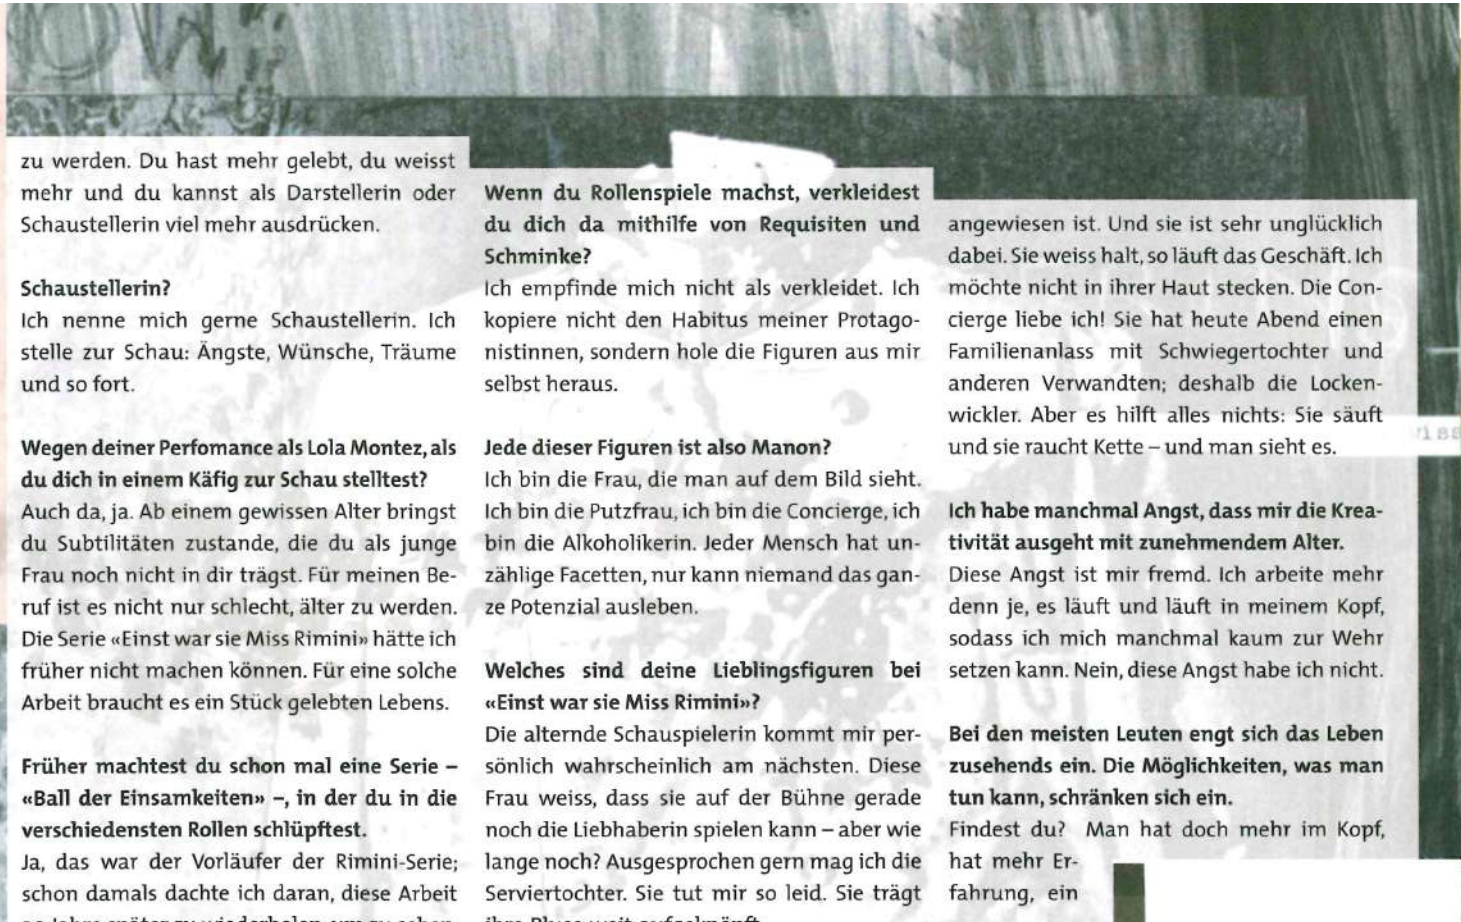 zu werden. Du hast mehr gelebt, du weisst
mehr und du kannst als Darstellerin oder
Schaustellerin viel mehr ausdrücken.
Schaustellerin?
Ich nenne mich gerne Schaustellerin. Ich
stelle zur Schau: Ängste, Wünsche, Träume
und so fort.
Wegen deiner Perfomance als Lola Montez, als
du dich in einem Käfig zur Schau stelltest?
Auch da, ja. Ab einem gewissen Alter bringst
du Subtilitäten zustande, die du als junge
Frau noch nicht in dir trägst. Für meinen Be-
ruf ist es nicht nur schlecht, älter zu werden.
Die Serie «Einst war sie Miss Rimini» hätte ich
früher nicht machen können. Für eine solche
Arbeit braucht es ein Stück gelebten Lebens.
Früher machtest du schon mal eine Serie –
«Ball der Einsamkeiten» –, in der du in die
verschiedensten Rollen schlüpftest.
Ja, das war der Vorläufer der Rimini-Serie;
schon damals dachte ich daran, diese Arbeit
Wenn du Rollenspiele machst, verkleidest
du dich da mithilfe von Requisiten und
Schminke?
Ich empfinde mich nicht als verkleidet. Ich
kopiere nicht den Habitus meiner Protago-
nistinnen, sondern hole die Figuren aus mir
selbst heraus.
Jede dieser Figuren ist also Manon?
Ich bin die Frau, die man auf dem Bild sieht.
Ich bin die Putzfrau, ich bin die Concierge, ich
bin die Alkoholikerin. Jeder Mensch hat un-
zählige Facetten, nur kann niemand das gan-
ze Potenzial ausleben.
Welches sind deine Lieblingsfiguren bei
«Einst war sie Miss Rimini»?
Die alternde Schauspielerin kommt mir per-
sönlich wahrscheinlich am nächsten. Diese
Frau weiss, dass sie auf der Bühne gerade
noch die Liebhaberin spielen kann – aber wie
lange noch? Ausgesprochen gern mag ich die
Serviertochter. Sie tut mir so leid. Sie trägt
angewiesen ist. Und sie ist sehr unglücklich
dabei. Sie weiss halt, so läuft das Geschäft. Ich
möchte nicht in ihrer Haut stecken. Die Con-
cierge liebe ich! Sie hat heute Abend einen
Familienanlass mit Schwiegertochter und
anderen Verwandten; deshalb die Locken-
wickler. Aber es hilft alles nichts: Sie säuft
und sie raucht Kette – und man sieht es.
Ich habe manchmal Angst, dass mir die Krea-
tivität ausgeht mit zunehmendem Alter.
Diese Angst ist mir fremd. Ich arbeite mehr
denn je, es läuft und läuft in meinem Kopf,
sodass ich mich manchmal kaum zur Wehr
setzen kann. Nein, diese Angst habe ich nicht.
Bei den meisten Leuten engt sich das Leben
zusehends ein. Die Möglichkeiten, was man
tun kann, schränken sich ein.
Findest du? Man hat doch mehr im Kopf,
hat mehr Er-
fahrung, ein